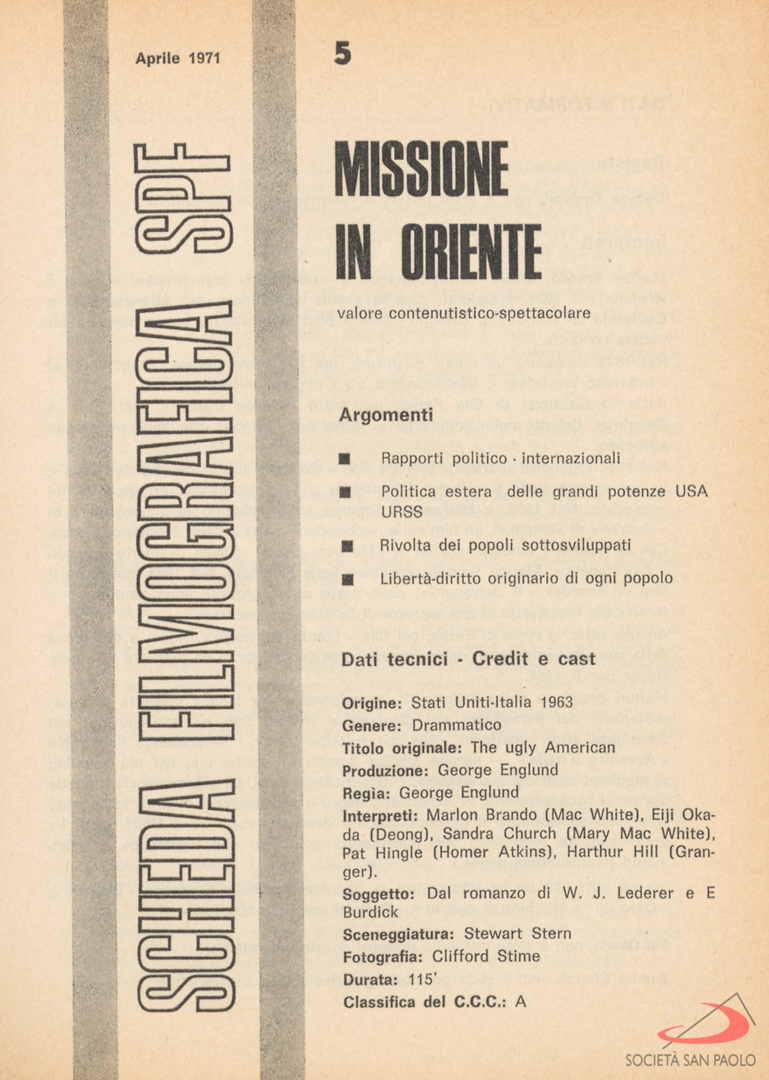 Aprile 1971
5
SCHEDA FILMOGRAFICA SPF
MISSIONE
IN ORIENTE
valore contenutistico-spettacolare
Argomenti
■ Rapporti politico - internazionali
■ Politica estera delle grandi potenze USA
URSS
■ Rivolta dei popoli sottosviluppati
■ Libertà-diritto originario di ogni popolo
Dati tecnici - Credit e cast
Origine: Stati Uniti-Italia 1963
Genere: Drammatico
Titolo originale: The ugly American
Produzione: George Englund
Regìa: George Englund
Interpreti: Marlon Brando (Mac White), Eiji Oka-
da (Deong), Sandra Church (Mary Mac White),
Pat Hingle (Homer Atkins), Harthur Hill (Gran-
ger).
Soggetto: Dal romanzo di W. J. Lederer e E
Burdick
Sceneggiatura: Stewart Stern
Fotografia: Clifford Stime
Durata: 115'
Classifica del C.C.C.: A
SOCIETÀ SAN PAOLO